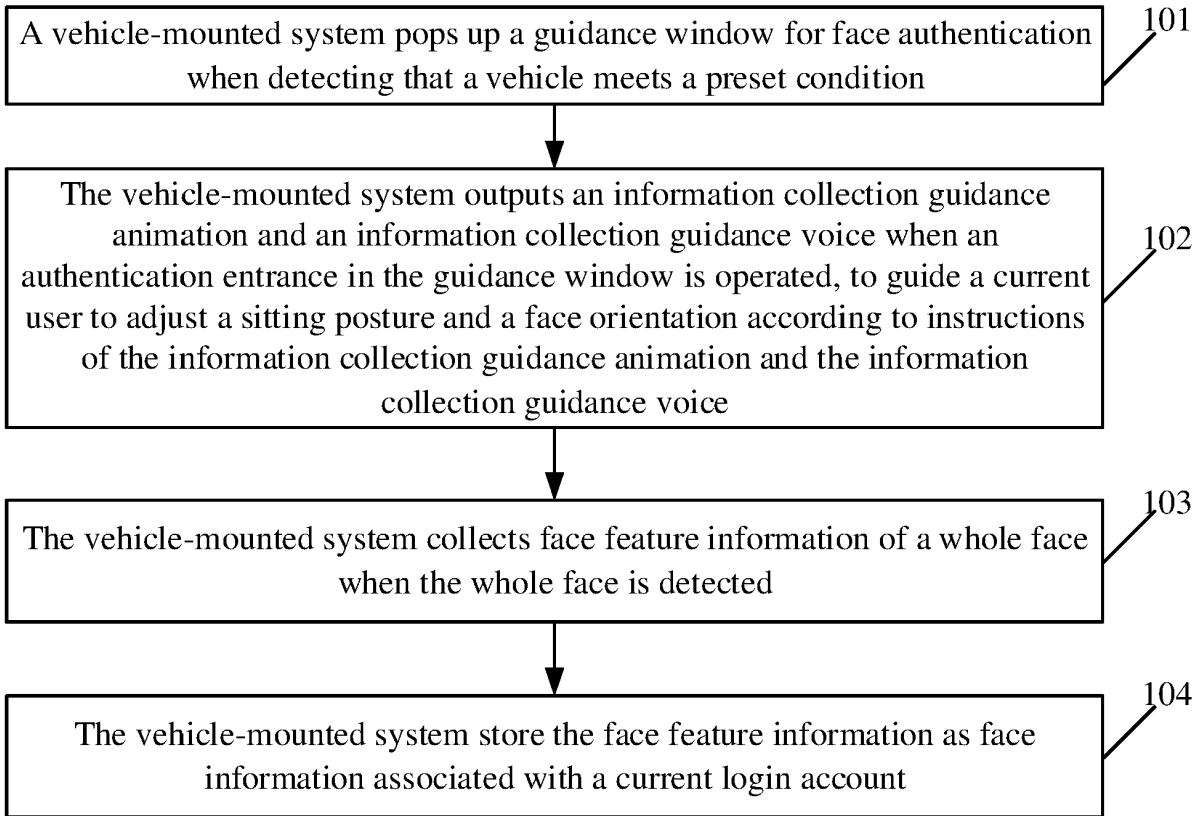 A vehicle-mounted system pops up a guidance window for face authentication
when detecting that a vehicle meets a preset condition
101
The vehicle-mounted system outputs an information collection guidance
animation and an information collection guidance voice when an
authentication entrance in the guidance window is operated, to guide a current
user to adjust a sitting posture and a face orientation according to instructions
of the information collection guidance animation and the information
collection guidance voice
102
The vehicle-mounted system collects face feature information of a whole face
when the whole face is detected
103
The vehicle-mounted system store the face feature information as face
information associated with a current login account
104